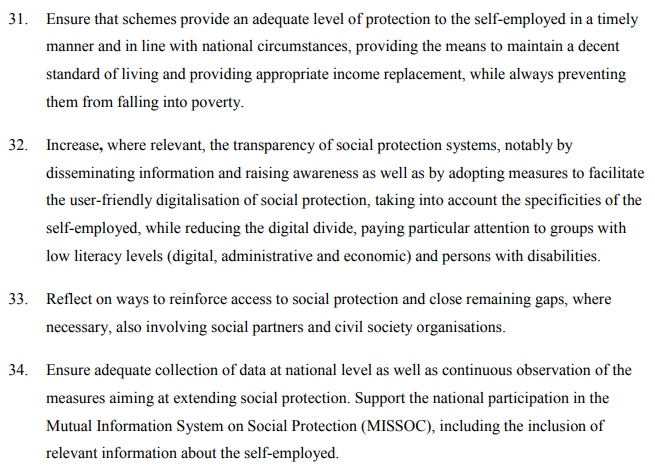 31. Ensure that schemes provide an adequate level of protection to the self-employed in a timely
manner and in line with national circumstances, providing the means to maintain a decent
standard of living and providing appropriate income replacement, while always preventing
them from falling into poverty.
32. Increase, where relevant, the transparency of social protection systems, notably by
disseminating information and raising awareness as well as by adopting measures to facilitate
the user-friendly digitalisation of social protection, taking into account the specificities of the
self-employed, while reducing the digital divide, paying particular attention to groups with
low literacy levels (digital, administrative and economic) and persons with disabilities.
33. Reflect on ways to reinforce access to social protection and close remaining gaps, where
necessary, also involving social partners and civil society organisations.
34. Ensure adequate collection of data at national level as well as continuous observation of the
measures aiming at extending social protection. Support the national participation in the
Mutual Information System on Social Protection (MISSOC), including the inclusion of
relevant information about the self-employed.